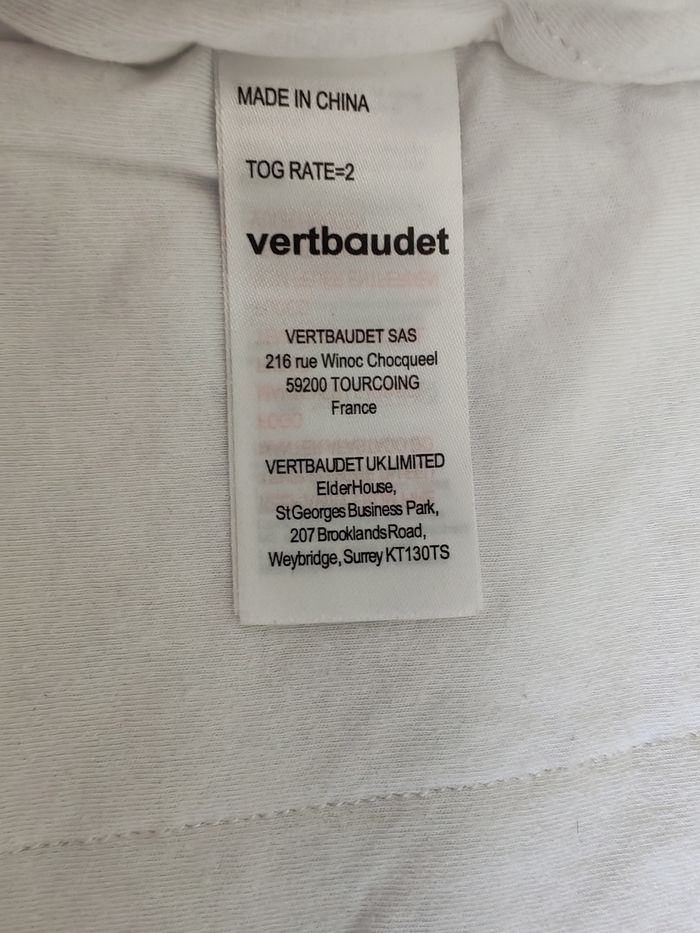 MADE IN CHINA
TOG RATE=2
vertbaudet
VERTBAUDET SAS
216 rue Winoc Chocqueel
59200 TOURCOING
France
VERTBAUDET UK LIMITED
ElderHouse,
StGeorges Business Park,
207 BrooklandsRoad,
Weybridge, Surrey KT130TS